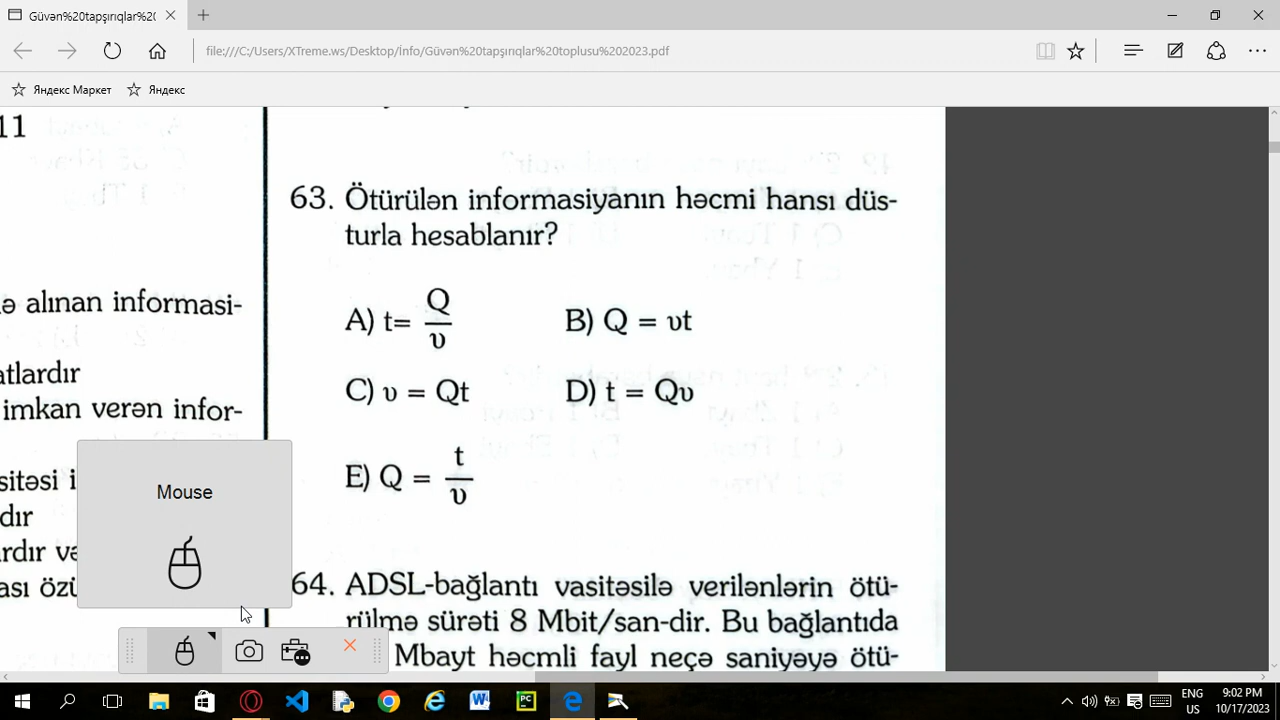 Güvən%20tapşırıqlar%20
file:///C:/Users/XTreme.ws/Desktop/İnfo/Güvən%20tapşırıqlar%20toplusu%202023.pdf
Яндекс Маркет
Яндекс
11
ə alınan informasi-
atlardır
imkan verən infor-
sitəsi i
dır
ardır və
ası özü
63. Ötürülən informasiyanın həcmi hansı düs-
turla hesablanır?
A) t= Q/υ
B) Q = υt
C) υ = Qt
D) t = Qυ
E) Q = t/υ
64. ADSL-bağlantı vasitəsilə verilənlərin ötü-
rülmə sürəti 8 Mbit/san-dir. Bu bağlantıda
Mbayt həcmli fayl neçə saniyəyə ötü-
Mouse
ENG
US
9:02 PM
10/17/2023